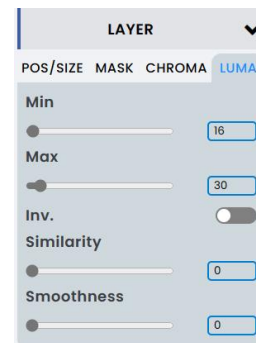 LAYER
POS/SIZE MASK CHROMA LUMA
Min
16
Max
30
Inv.
Similarity
0
Smoothness
0